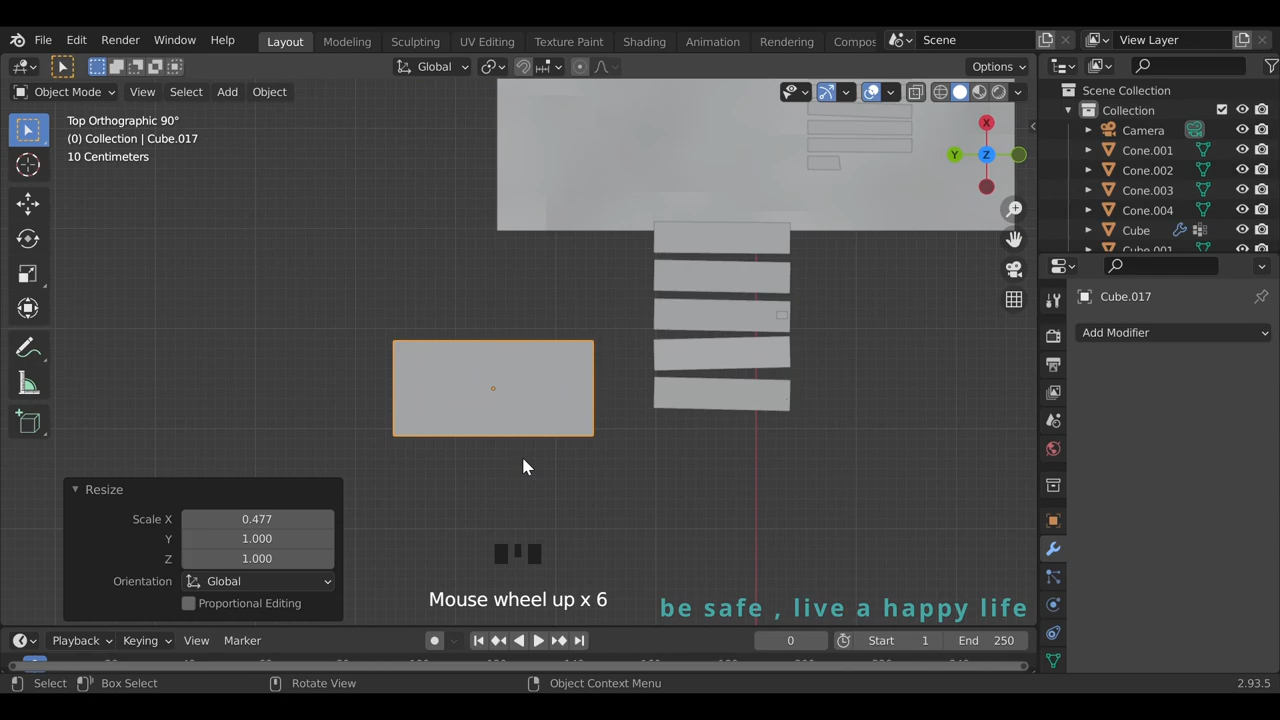 File Edit Render Window Help Layout Modeling Sculpting UV Editing Texture Paint Shading Animation Rendering Compos Scene View Layer
Global Options
Object Mode View Select Add Object
Top Orthographic 90°
(0) Collection | Cube.017
10 Centimeters
X
Y
Z
Scene Collection
Collection
Camera
Cone.001
Cone.002
Cone.003
Cone.004
Cube
Cube.001
Cube.017
Add Modifier
Resize
Scale X 0.477
Y 1.000
Z 1.000
Orientation Global
Proportional Editing
Mouse wheel up x 6
be safe , live a happy life
Playback Keying View Marker 0 Start 1 End 250
Select Box Select Rotate View Object Context Menu 2.93.5